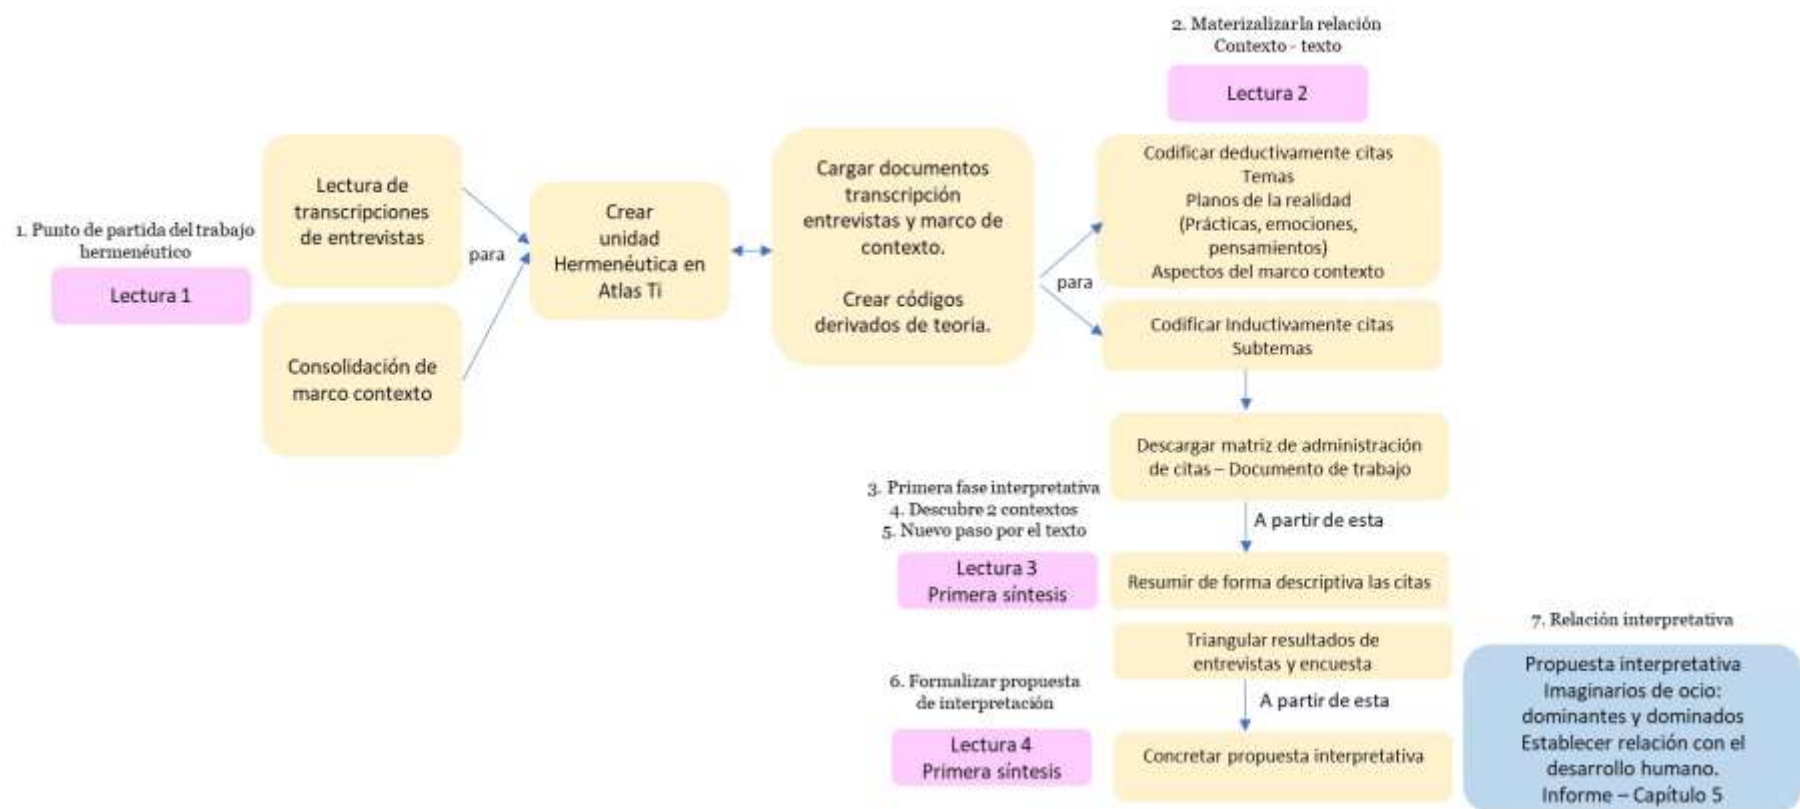 1. Punto de partida del trabajo
hermenéutico
Lectura 1
Lectura de
transcripciones
de entrevistas
Consolidación de
marco contexto
para
Crear
unidad
Hermenéutica en
Atlas Ti
Cargar documentos
transcripción
entrevistas y marco de
contexto.
Crear códigos
derivados de teoria.
para
2. Materizalizar la relación
Contexto - texto
Lectura 2
Codificar deductivamente citas
Temas
Planos de la realidad
(Prácticas, emociones,
pensamientos)
Aspectos del marco contexto
Codificar Inductivamente citas
Subtemas
Descargar matriz de administración
de citas – Documento de trabajo
A partir de esta
3. Primera fase interpretativa
4. Descubre 2 contextos
5. Nuevo paso por el texto
Lectura 3
Primera síntesis
Resumir de forma descriptiva las citas
Triangular resultados de
entrevistas y encuesta
A partir de esta
6. Formalizar propuesta
de interpretación
Lectura 4
Primera síntesis
Concretar propuesta interpretativa
7. Relación interpretativa
Propuesta interpretativa
Imaginarios de ocio:
dominantes y dominados
Establecer relación con el
desarrollo humano.
Informe – Capítulo 5